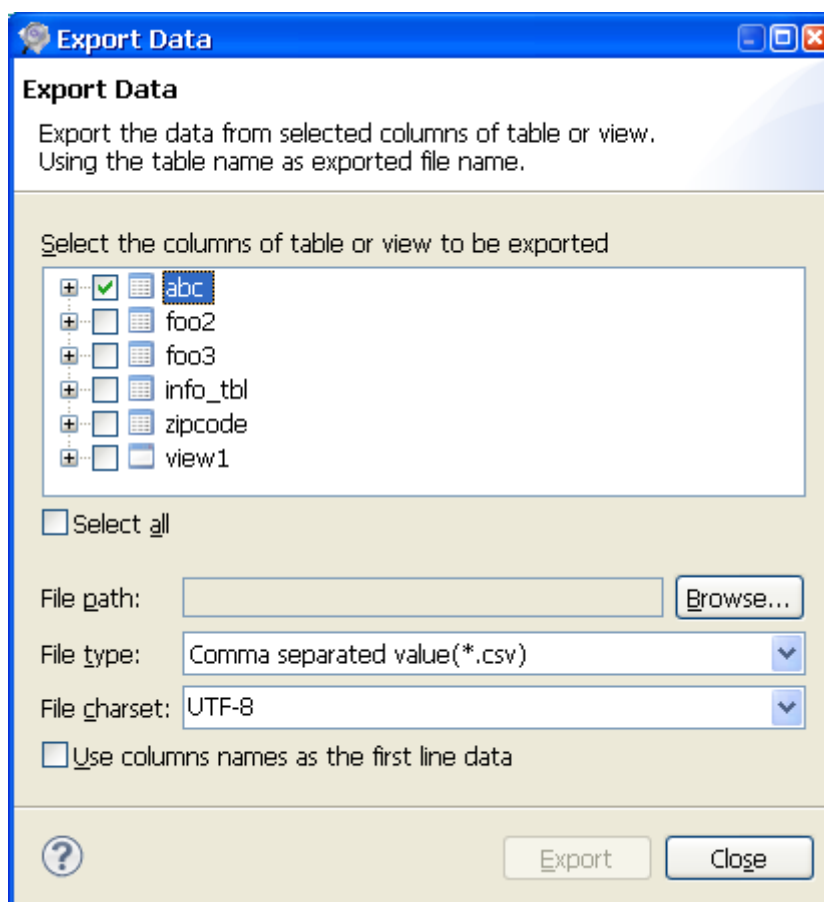 Export Data
Export Data
Export the data from selected columns of table or view.
Using the table name as exported file name.
Select the columns of table or view to be exported
abc
foo2
foo3
info_tbl
zipcode
view1
Select all
File path: Browse...
File type: Comma separated value(*.csv)
File charset: UTF-8
Use columns names as the first line data
? Export Close